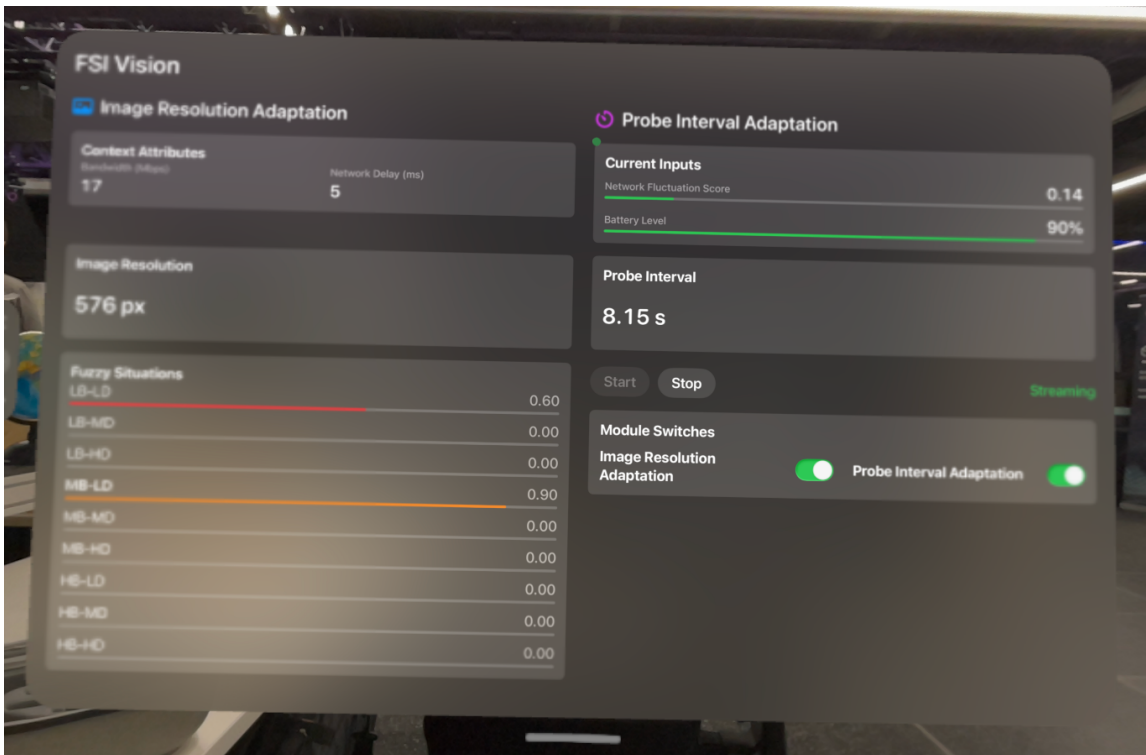 FSI Vision
Image Resolution Adaptation
Context Attributes
Bandwidth (Mbps)
17
Network Delay (ms)
5
Image Resolution
576 px
Fuzzy Situations
LB-LD
0.60
LB-MD
0.00
LB-HD
0.00
MB-LD
0.90
MB-MD
0.00
MB-HD
0.00
HB-LD
0.00
HB-MD
0.00
HB-HD
0.00
Probe Interval Adaptation
Current Inputs
Network Fluctuation Score
0.14
Battery Level
90%
Probe Interval
8.15 s
Start
Stop
Streaming
Module Switches
Image Resolution
Adaptation
Probe Interval Adaptation